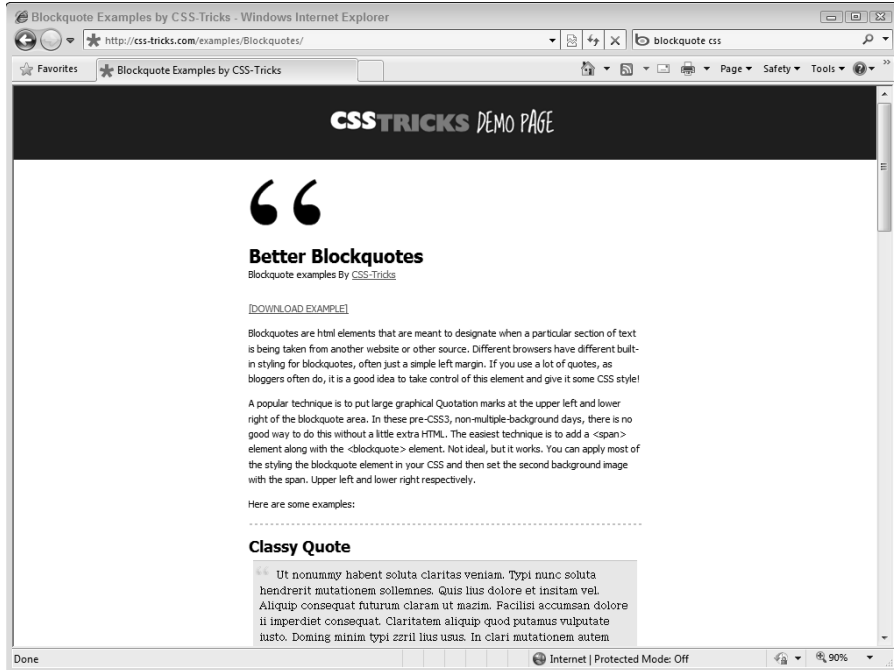 Blockquote Examples by CSS-Tricks - Windows Internet Explorer
http://css-tricks.com/examples/Blockquotes/
blockquote css
Favorites
Blockquote Examples by CSS-Tricks
Page
Safety
Tools
CSSTRICKS DEMO PAGE
“
Better Blockquotes
Blockquote examples By CSS-Tricks
[DOWNLOAD EXAMPLE]
Blockquotes are html elements that are meant to designate when a particular section of text
is being taken from another website or other source. Different browsers have different built-
in styling for blockquotes, often just a simple left margin. If you use a lot of quotes, as
bloggers often do, it is a good idea to take control of this element and give it some CSS style!
A popular technique is to put large graphical Quotation marks at the upper left and lower
right of the blockquote area. In these pre-CSS3, non-multiple-background days, there is no
good way to do this without a little extra HTML. The easiest technique is to add a <span>
element along with the <blockquote> element. Not ideal, but it works. You can apply most of
the styling the blockquote element in your CSS and then set the second background image
with the span. Upper left and lower right respectively.
Here are some examples:
Classy Quote
“ Ut nonummy habent soluta claritas veniam. Typi nunc soluta
hendrerit mutationem sollemnes. Quis lius dolore et insitam vel.
Aliquip consequat futurum claram ut mazim. Facilisi accumsan dolore
ii imperdiet consequat. Claritatem aliquip quod putamus vulputate
iusto. Doming minim typi zzril lius usus. In clari mutationem autem
Done
Internet | Protected Mode: Off
90%